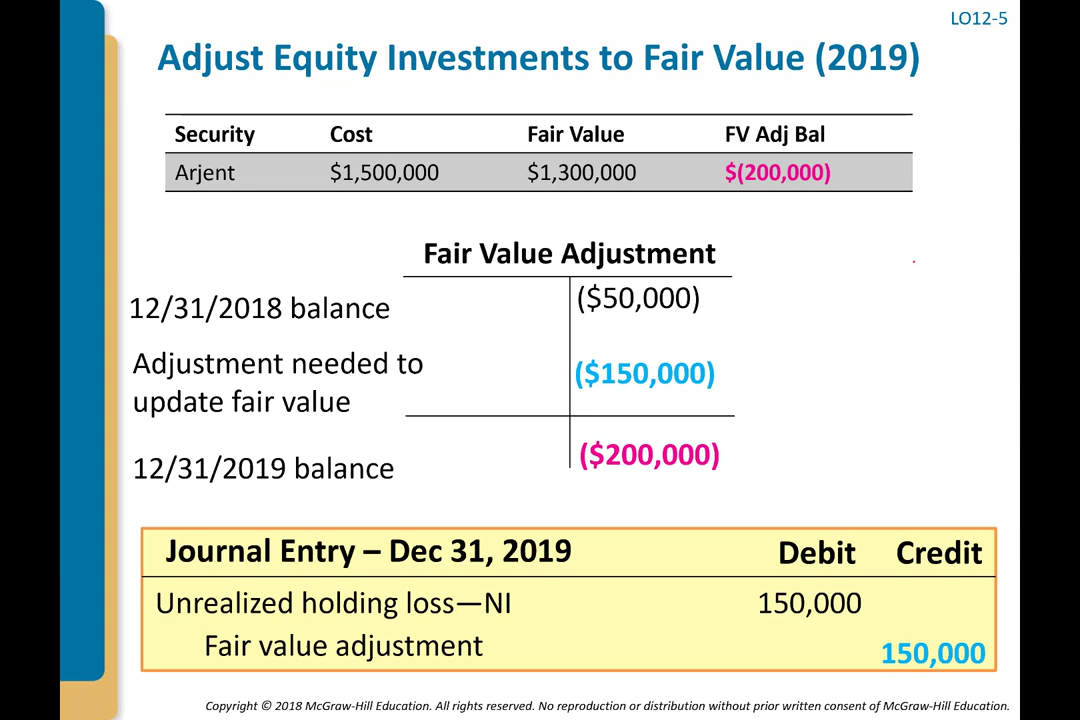 LO12-5
Adjust Equity Investments to Fair Value (2019)
Security Cost Fair Value FV Adj Bal
Arjent $1,500,000 $1,300,000 $(200,000)
Fair Value Adjustment
12/31/2018 balance ($50,000)
Adjustment needed to
update fair value ($150,000)
12/31/2019 balance ($200,000)
Journal Entry – Dec 31, 2019 Debit Credit
Unrealized holding loss—NI 150,000
Fair value adjustment 150,000
Copyright © 2018 McGraw-Hill Education. All rights reserved. No reproduction or distribution without prior written consent of McGraw-Hill Education.